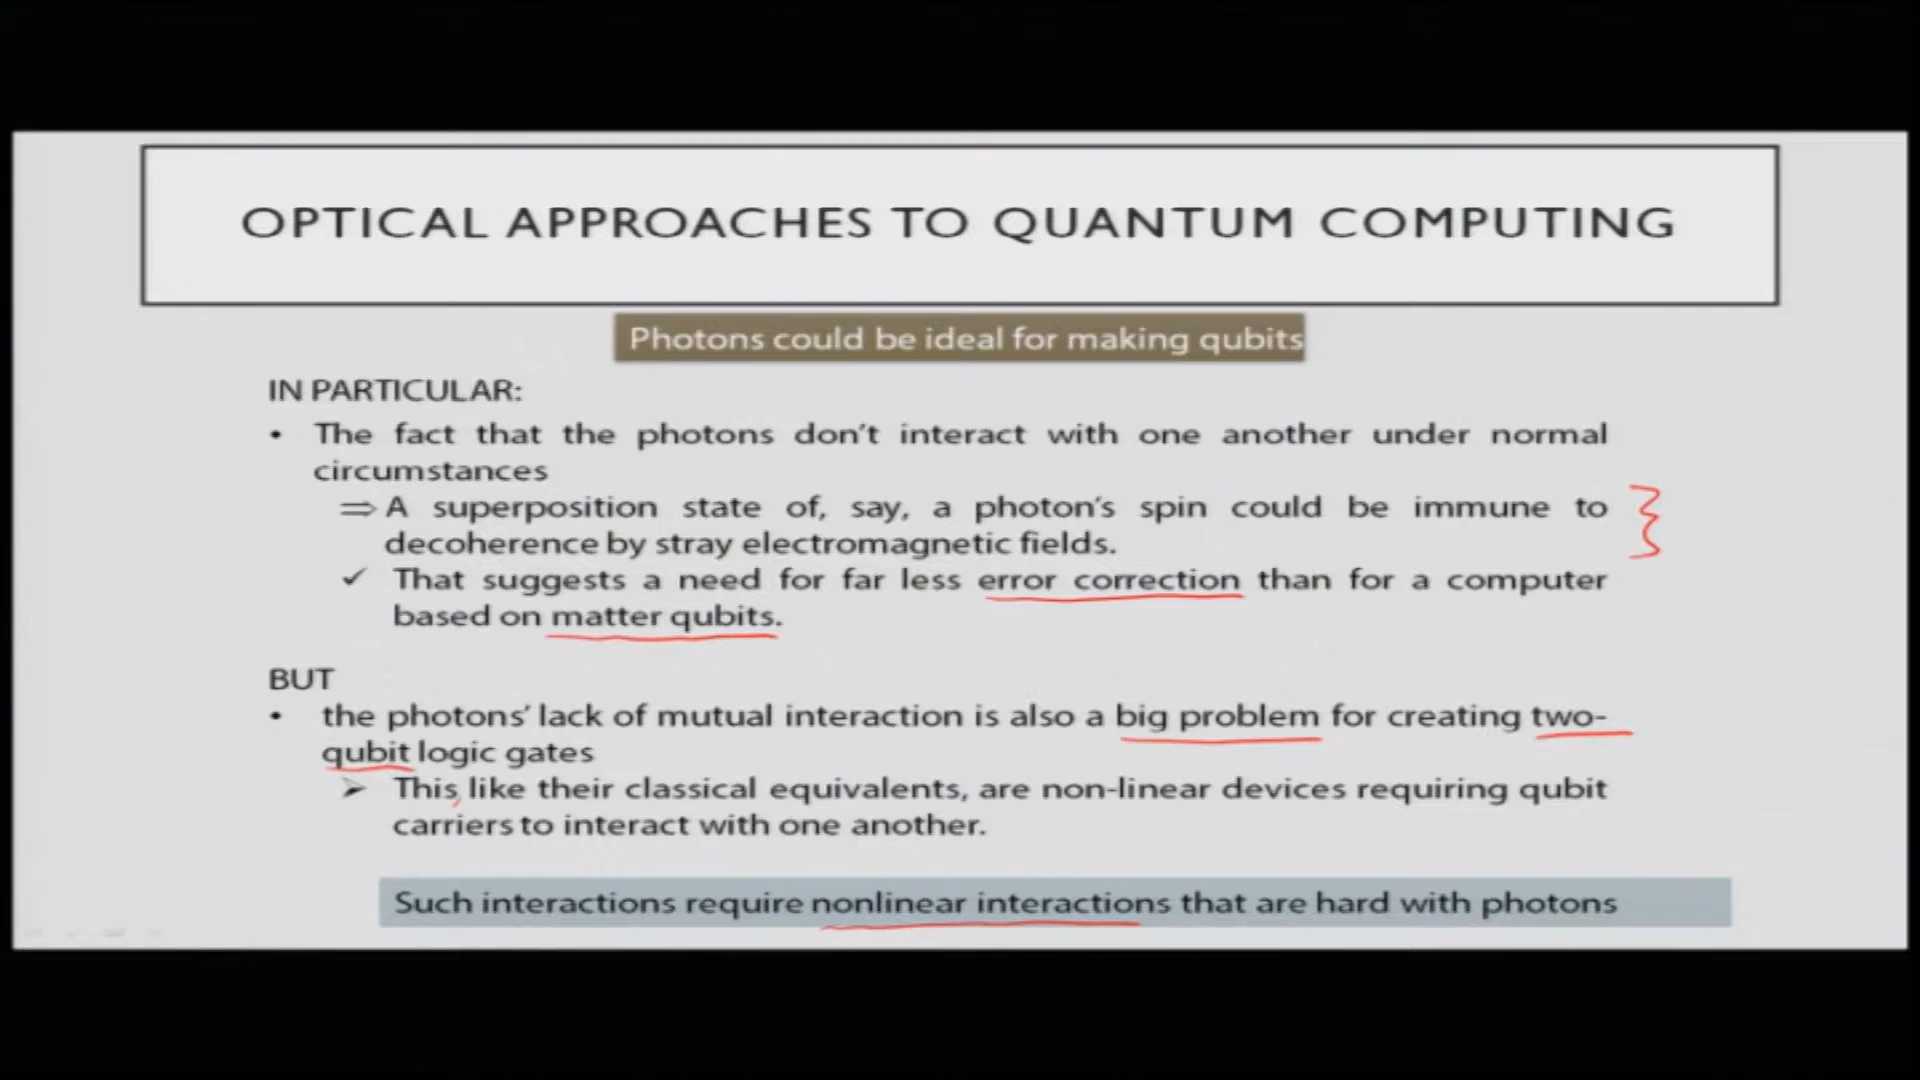 OPTICAL APPROACHES TO QUANTUM COMPUTING
Photons could be ideal for making qubits
IN PARTICULAR:
• The fact that the photons don't interact with one another under normal
circumstances
⇒ A superposition state of, say, a photon's spin could be immune to
decoherence by stray electromagnetic fields.
✓ That suggests a need for far less error correction than for a computer
based on matter qubits.
BUT
• the photons' lack of mutual interaction is also a big problem for creating two-
qubit logic gates
➢ This, like their classical equivalents, are non-linear devices requiring qubit
carriers to interact with one another.
Such interactions require nonlinear interactions that are hard with photons